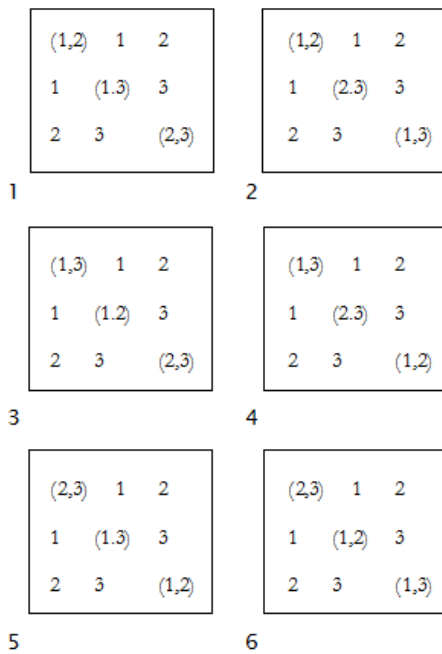 (1,2) 1 2
1 (1.3) 3
2 3 (2,3)
1
(1,2) 1 2
1 (2.3) 3
2 3 (1,3)
2
(1,3) 1 2
1 (1.2) 3
2 3 (2,3)
3
(1,3) 1 2
1 (2.3) 3
2 3 (1,2)
4
(2,3) 1 2
1 (1.3) 3
2 3 (1,2)
5
(2,3) 1 2
1 (1,2) 3
2 3 (1,3)
6